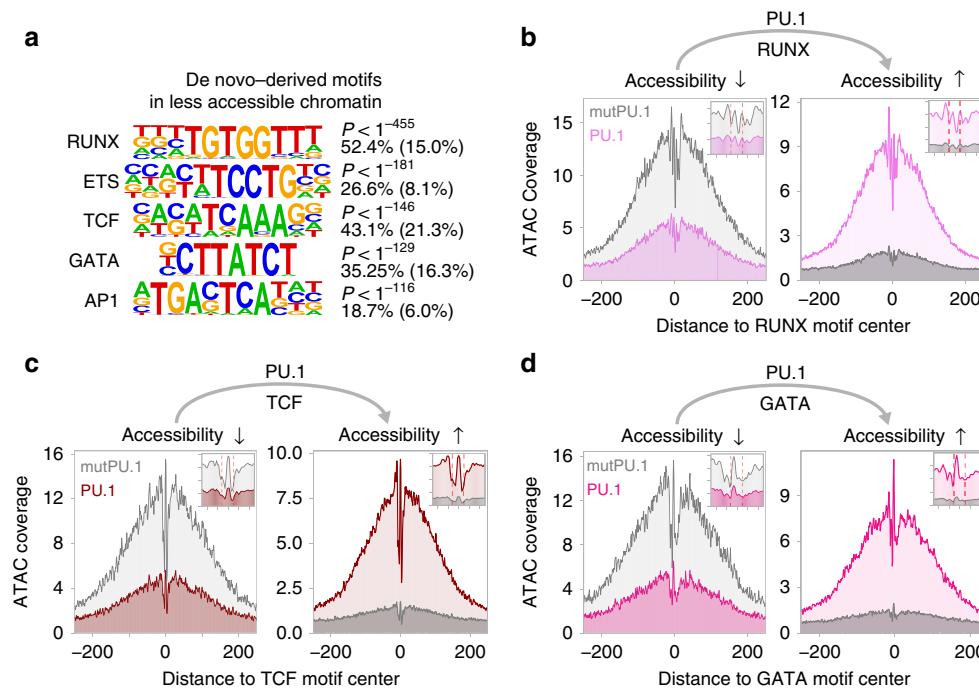 a
De novo–derived motifs
in less accessible chromatin
RUNX
TGTGGTTT
P < 1^−455
52.4% (15.0%)
ETS
TTCCTG
P < 1^−181
26.6% (8.1%)
TCF
ACATCAAAG
P < 1^−146
43.1% (21.3%)
GATA
CTTATCT
P < 1^−129
35.25% (16.3%)
AP1
TGACTCA
P < 1^−116
18.7% (6.0%)
b
PU.1
RUNX
Accessibility ↓
Accessibility ↑
mutPU.1
PU.1
ATAC Coverage
15
10
5
0
12
9
6
3
0
−200
0
200
−200
0
200
Distance to RUNX motif center
c
PU.1
TCF
Accessibility ↓
Accessibility ↑
mutPU.1
PU.1
ATAC coverage
16
12
8
4
0
10.0
7.5
5.0
2.5
0.0
−200
0
200
−200
0
200
Distance to TCF motif center
d
PU.1
GATA
Accessibility ↓
Accessibility ↑
mutPU.1
PU.1
ATAC coverage
16
12
8
4
0
9
6
3
0
−200
0
200
−200
0
200
Distance to GATA motif center